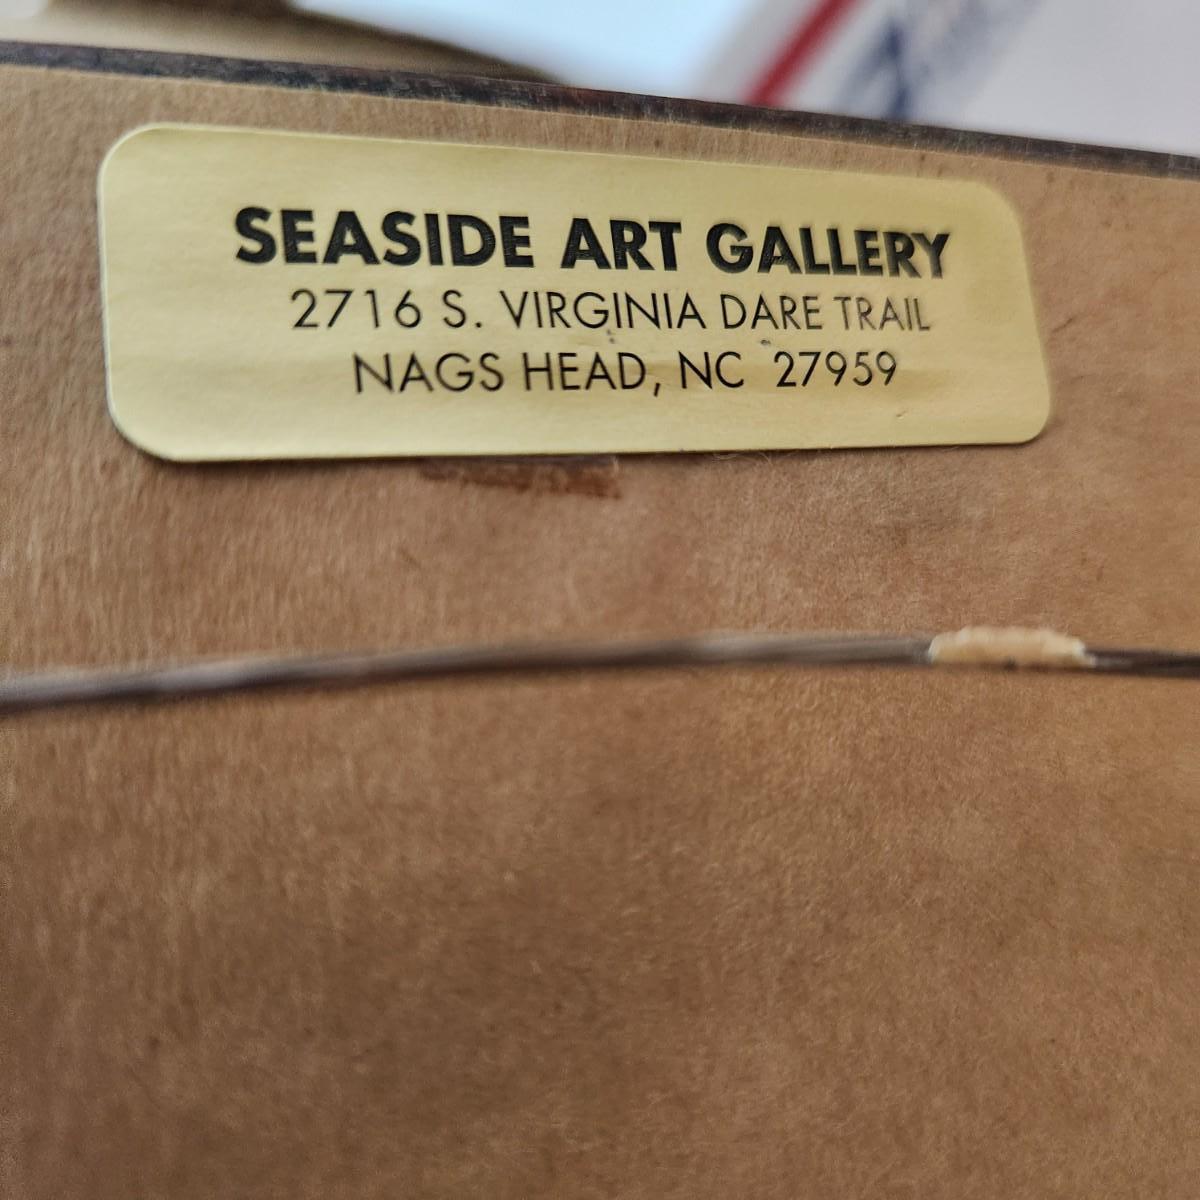 SEASIDE ART GALLERY
2716 S. VIRGINIA DARE TRAIL
NAGS HEAD, NC 27959